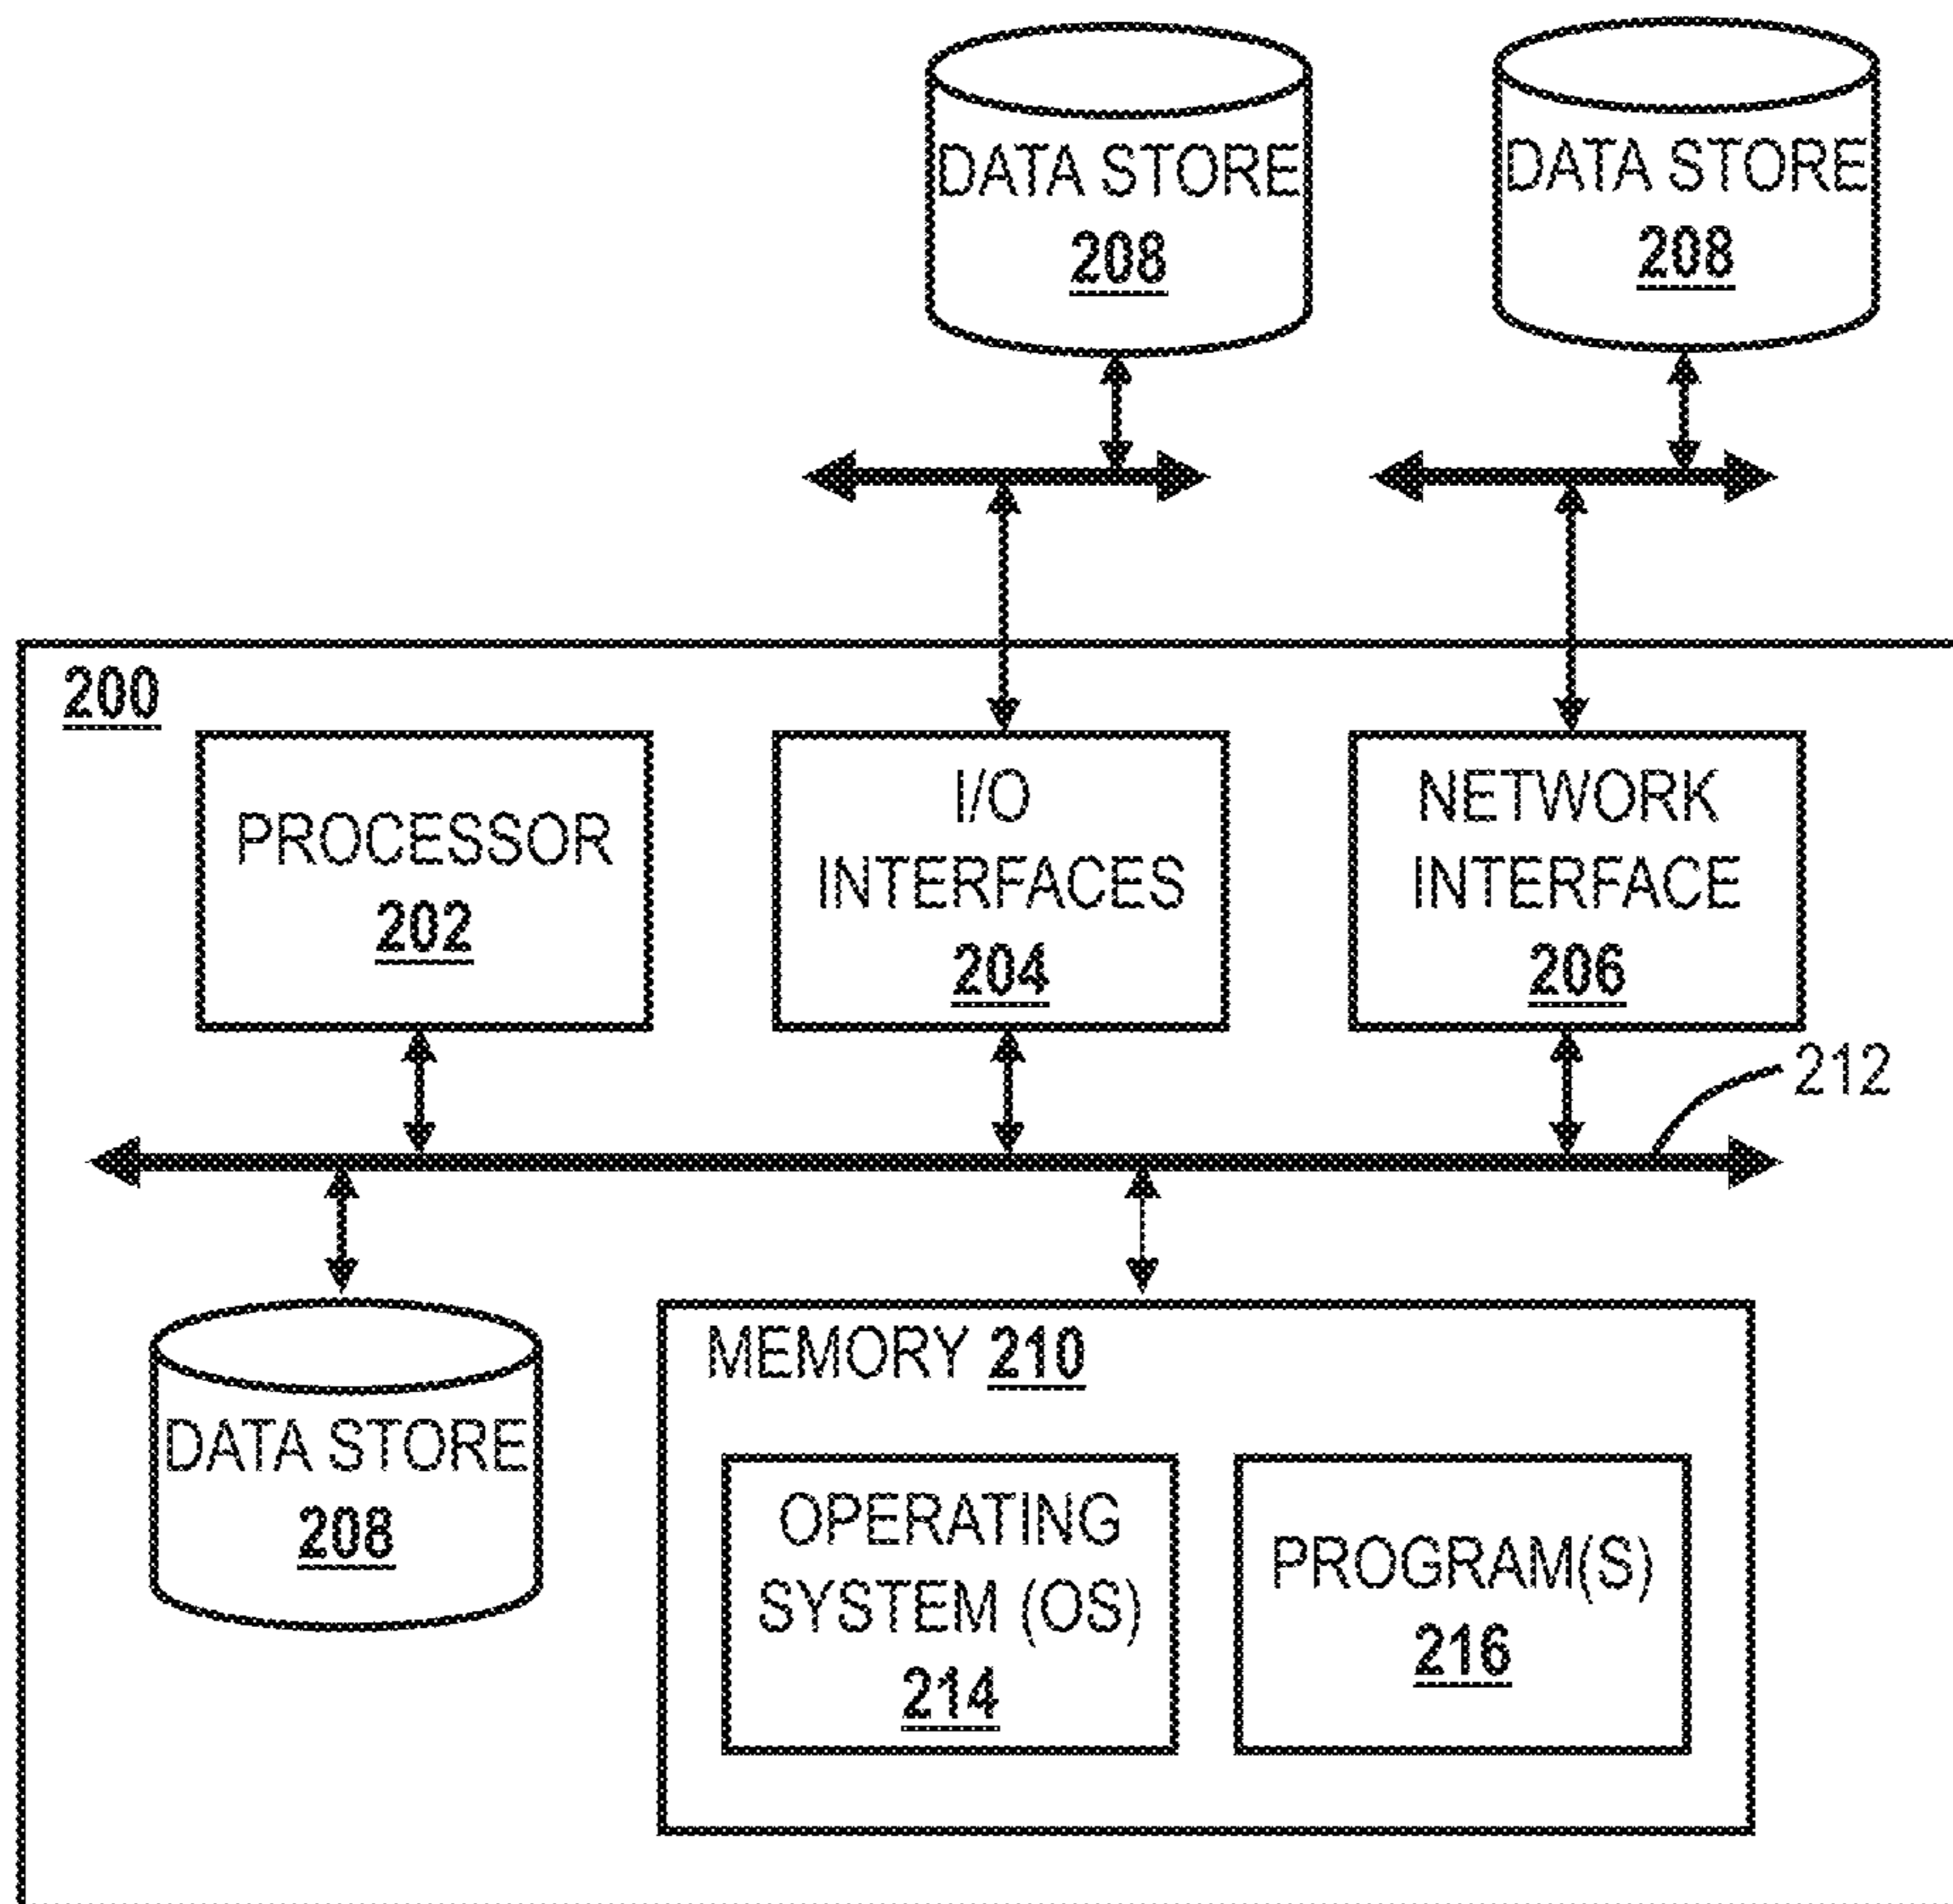 DATA STORE
208
DATA STORE
208
200
PROCESSOR
202
I/O
INTERFACES
204
NETWORK
INTERFACE
206
212
DATA STORE
208
MEMORY 210
OPERATING
SYSTEM (OS)
214
PROGRAM(S)
216